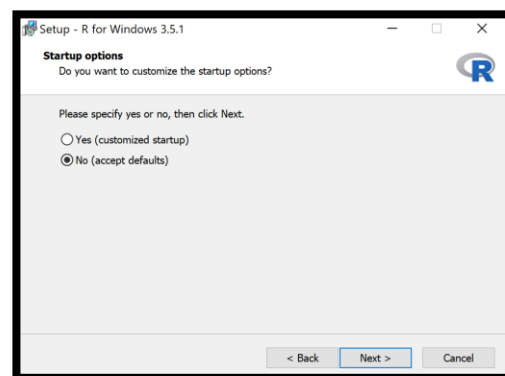 Setup - R for Windows 3.5.1
Startup options
Do you want to customize the startup options?
R
Please specify yes or no, then click Next.
Yes (customized startup)
No (accept defaults)
< Back Next > Cancel